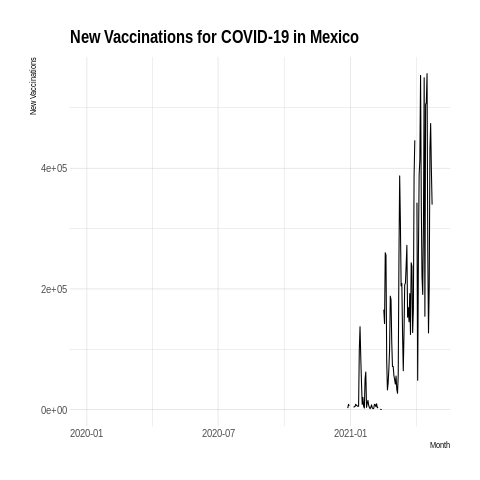 New Vaccinations for COVID-19 in Mexico
New Vaccinations
4e+05
2e+05
0e+00
2020-01
2020-07
2021-01
Month